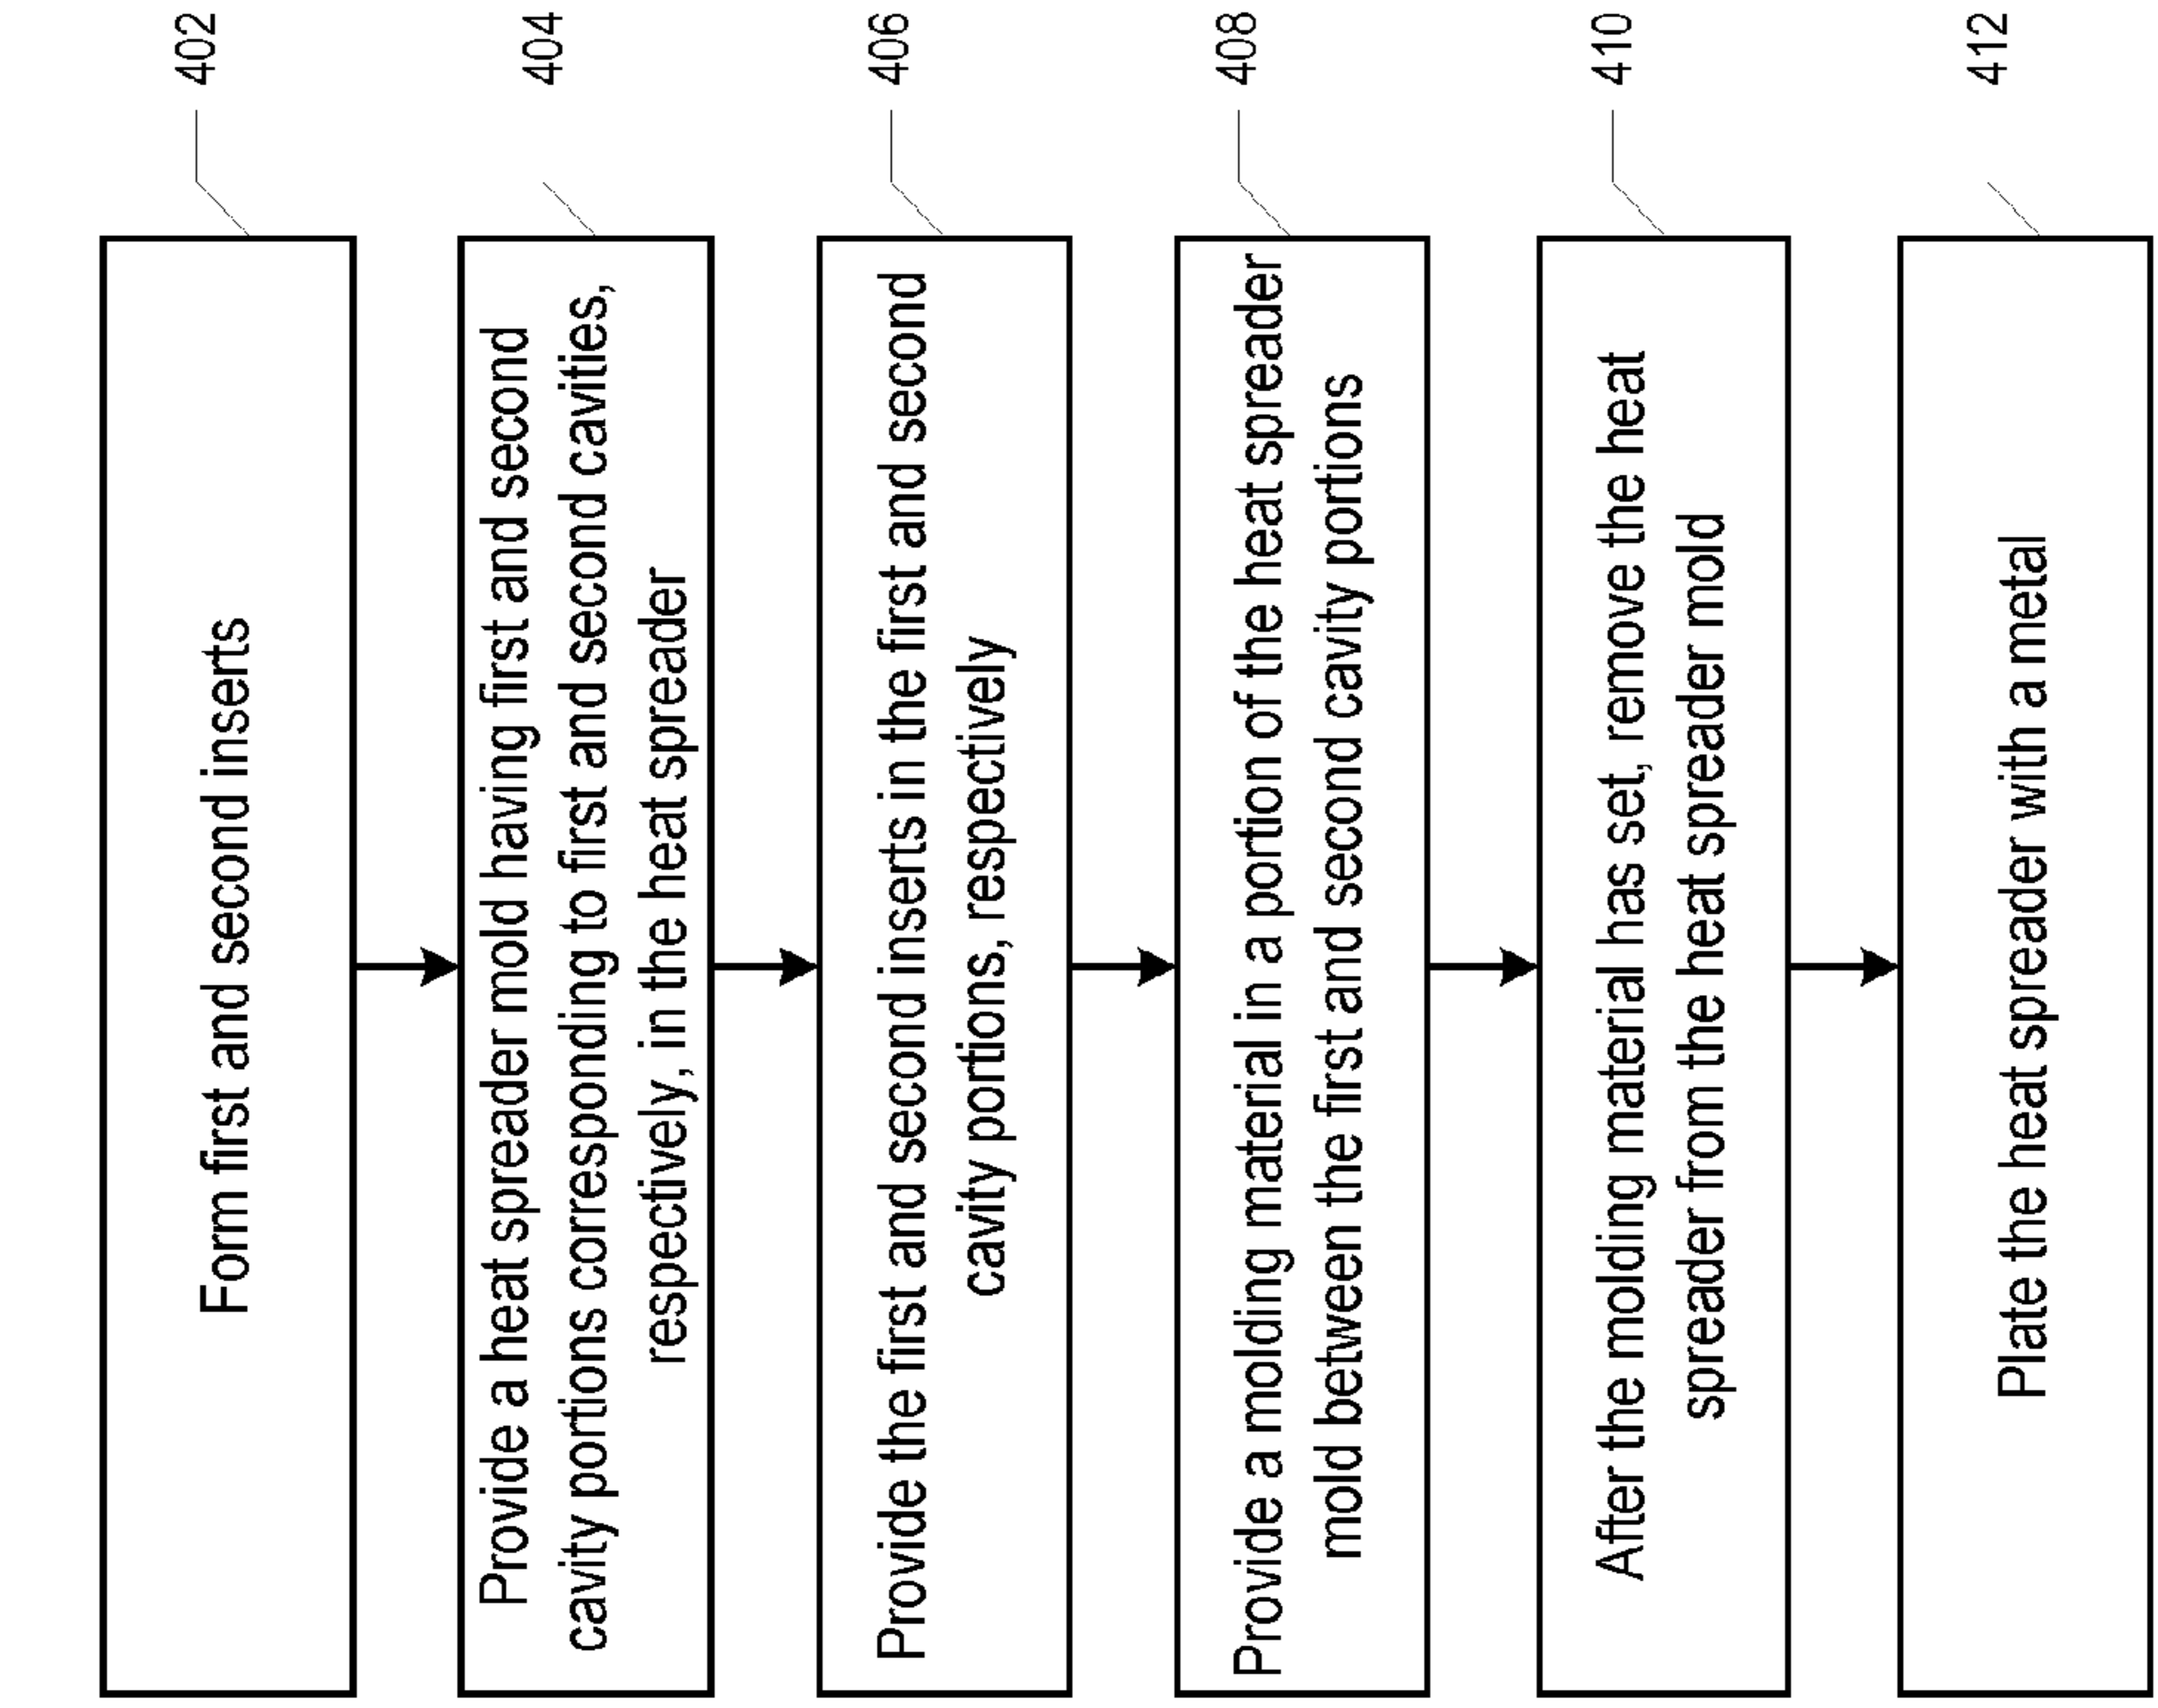 402
Form first and second inserts
404
Provide a heat spreader mold having first and second
cavity portions corresponding to first and second cavities,
respectively, in the heat spreader
406
Provide the first and second inserts in the first and second
cavity portions, respectively
408
Provide a molding material in a portion of the heat spreader
mold between the first and second cavity portions
410
After the molding material has set, remove the heat
spreader from the heat spreader mold
412
Plate the heat spreader with a metal